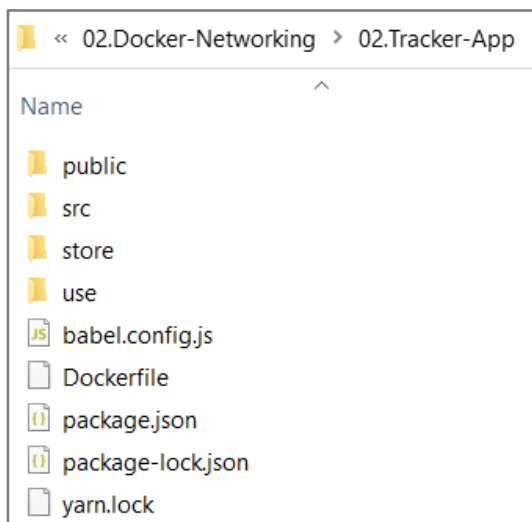 « 02.Docker-Networking > 02.Tracker-App
Name
public
src
store
use
JS babel.config.js
Dockerfile
{} package.json
{} package-lock.json
yarn.lock